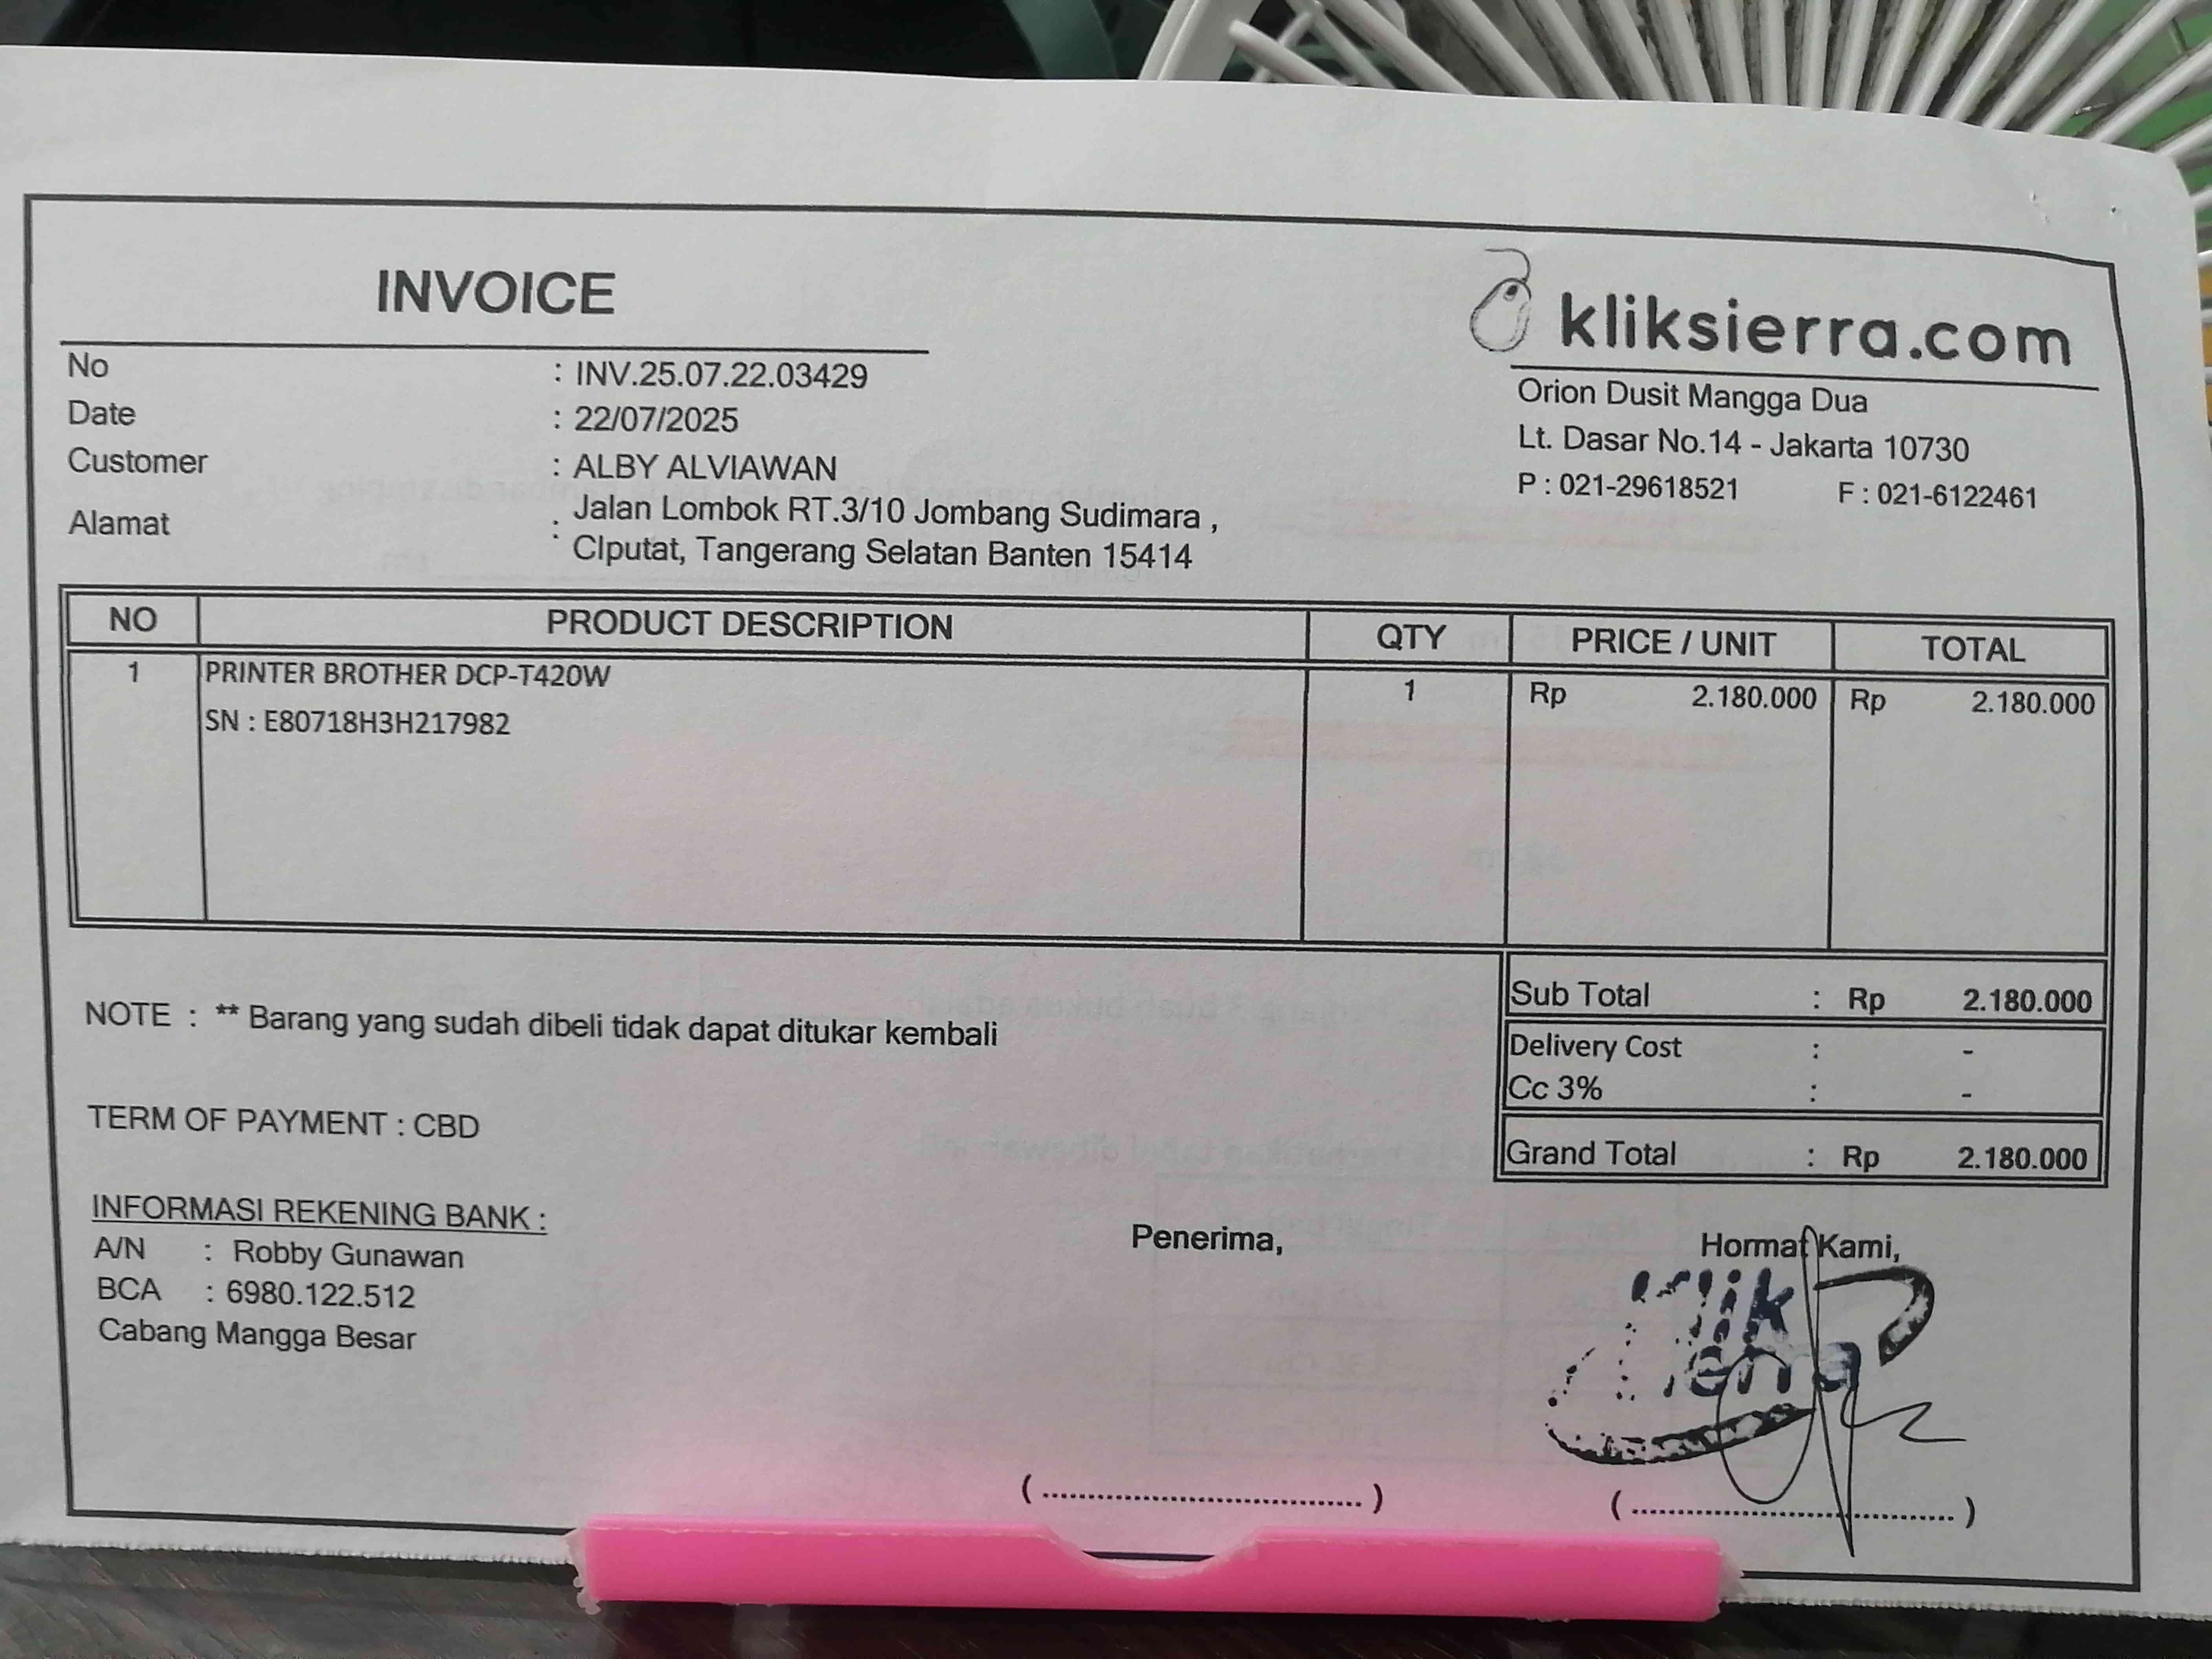 INVOICE
kliksierra.com
Orion Dusit Mangga Dua
Lt. Dasar No.14 - Jakarta 10730
P : 021-29618521 F : 021-6122461
No : INV.25.07.22.03429
Date : 22/07/2025
Customer : ALBY ALVIAWAN
Alamat : Jalan Lombok RT.3/10 Jombang Sudimara ,
CIputat, Tangerang Selatan Banten 15414
NO PRODUCT DESCRIPTION QTY PRICE / UNIT TOTAL
1 PRINTER BROTHER DCP-T420W 1 Rp 2.180.000 Rp 2.180.000
SN : E80718H3H217982
Sub Total : Rp 2.180.000
Delivery Cost : -
Cc 3% : -
Grand Total : Rp 2.180.000
NOTE : ** Barang yang sudah dibeli tidak dapat ditukar kembali
TERM OF PAYMENT : CBD
INFORMASI REKENING BANK :
A/N : Robby Gunawan
BCA : 6980.122.512
Cabang Mangga Besar
Penerima,
Hormat Kami,
(................................)
(................................)